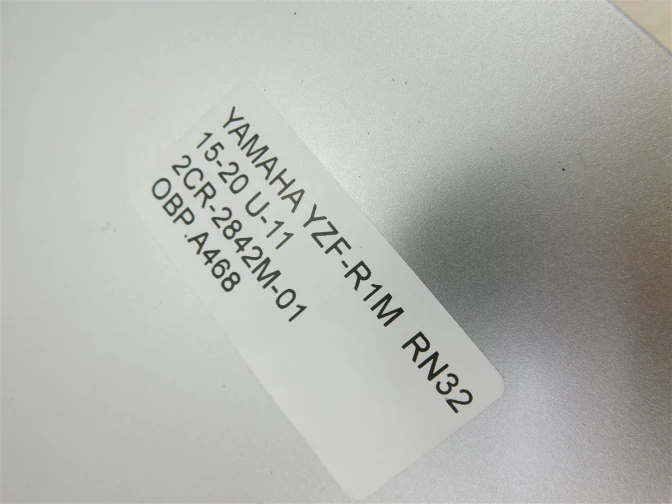 YAMAHA YZF-R1M RN32
15-20 U-11
2CR-2842M-01
OBP.A468